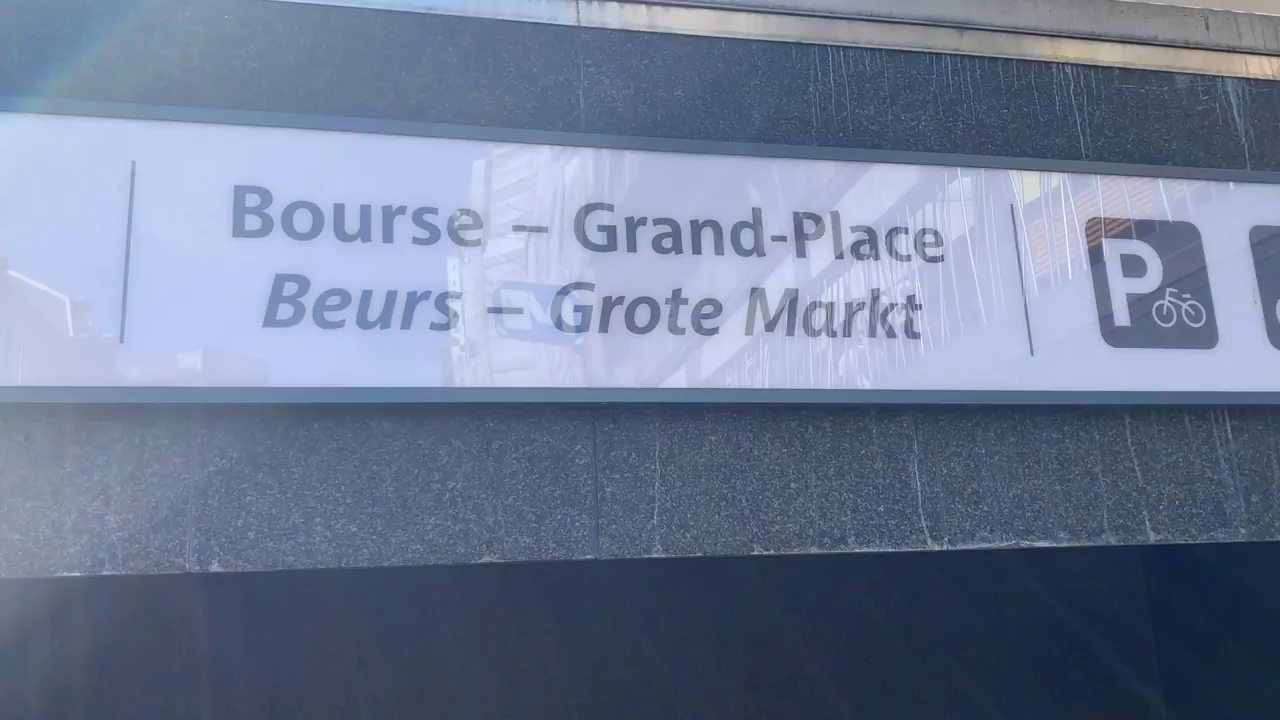 Bourse – Grand-Place
Beurs – Grote Markt
P